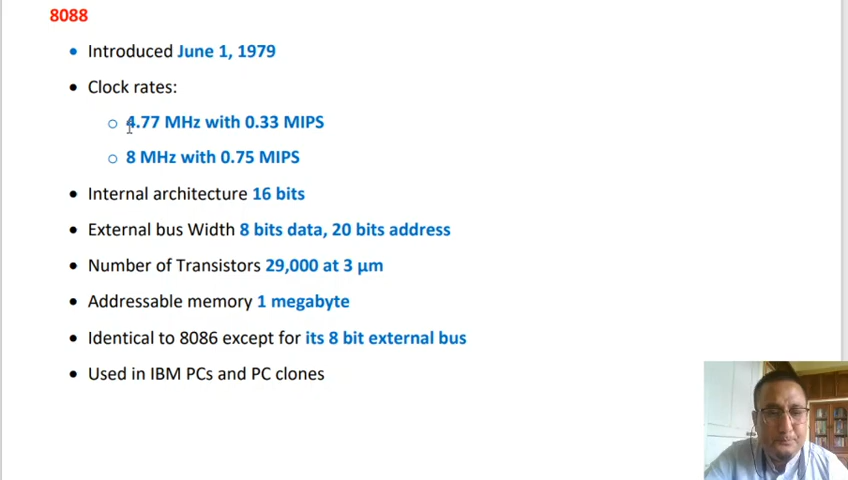 8088
• Introduced June 1, 1979
• Clock rates:
○ 4.77 MHz with 0.33 MIPS
○ 8 MHz with 0.75 MIPS
• Internal architecture 16 bits
• External bus Width 8 bits data, 20 bits address
• Number of Transistors 29,000 at 3 μm
• Addressable memory 1 megabyte
• Identical to 8086 except for its 8 bit external bus
• Used in IBM PCs and PC clones